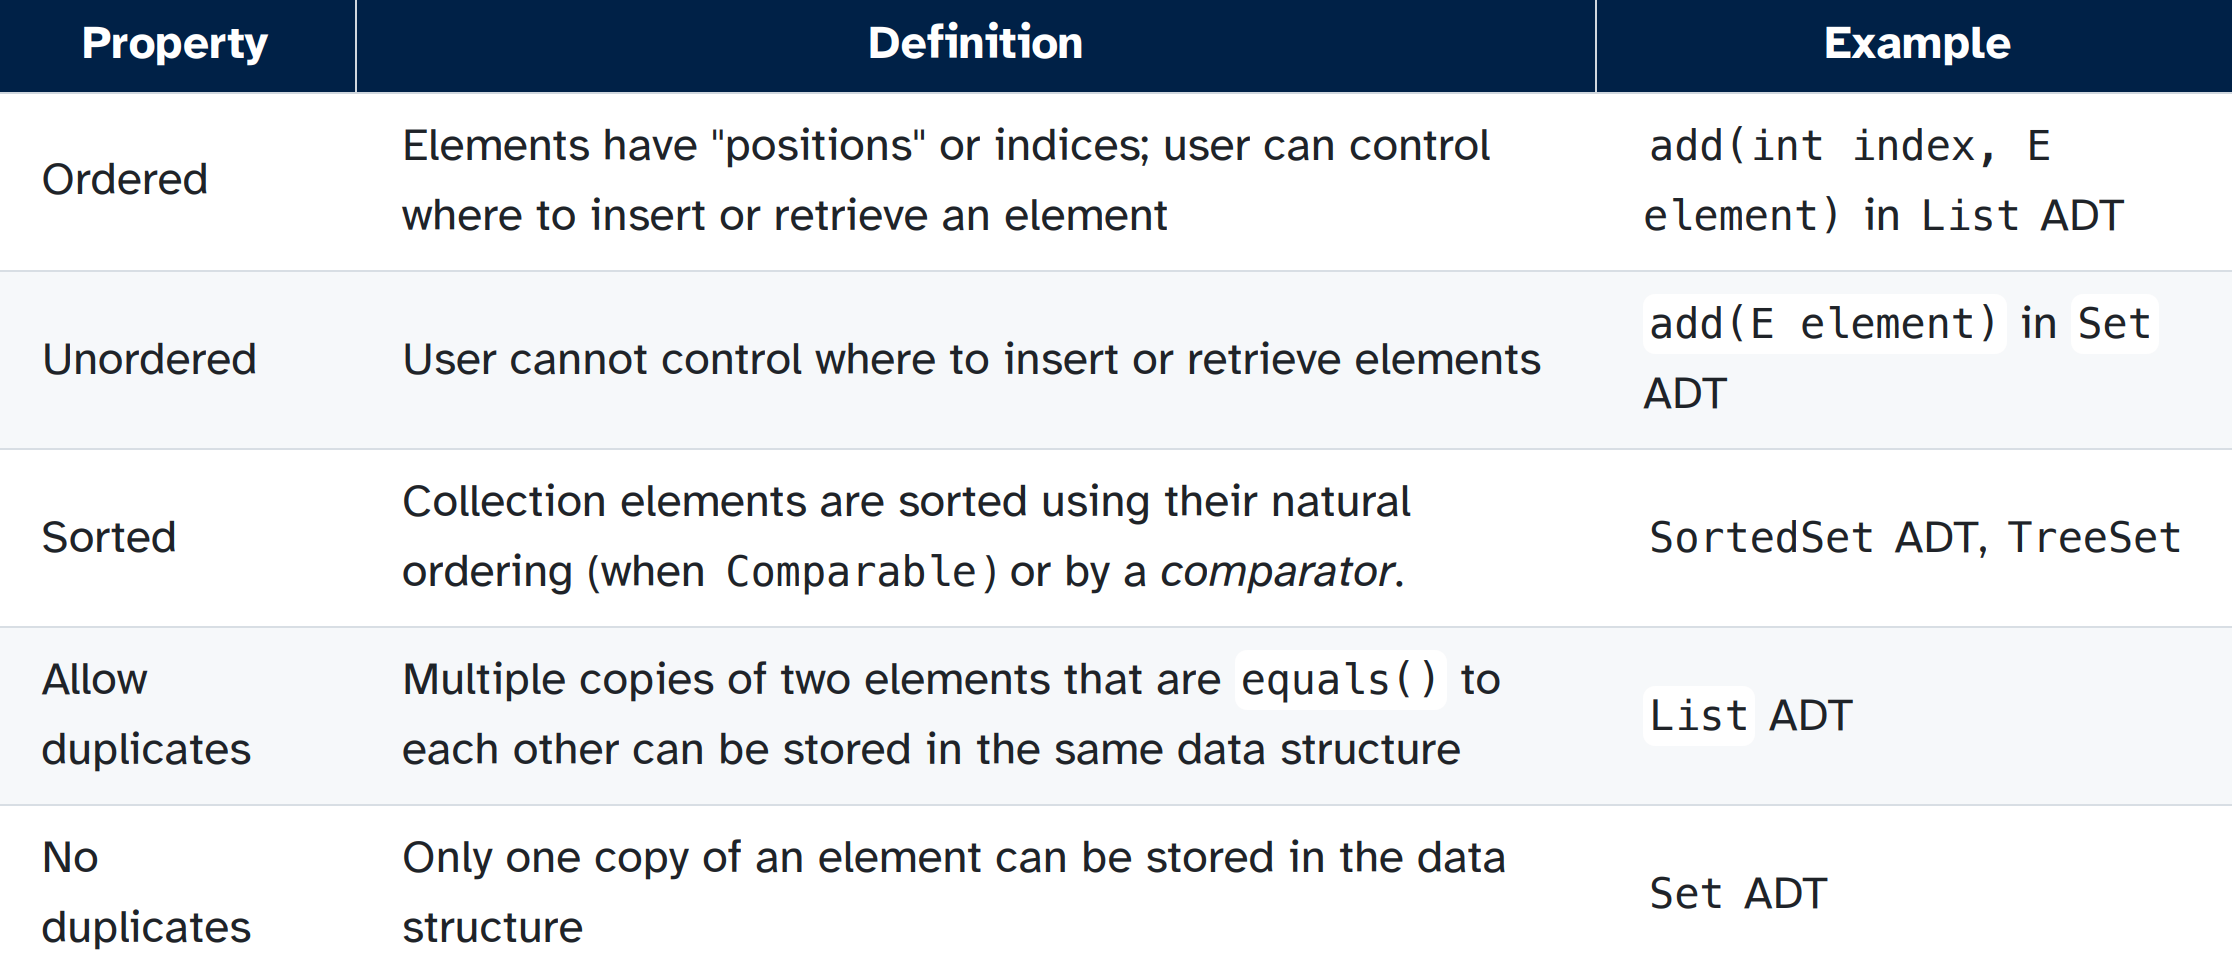 Property Definition Example
Ordered
Elements have "positions" or indices; user can control
where to insert or retrieve an element
add(int index, E
element) in List ADT
Unordered
User cannot control where to insert or retrieve elements
add(E element) in Set
ADT
Sorted
Collection elements are sorted using their natural
ordering (when Comparable) or by a comparator.
SortedSet ADT, TreeSet
Allow
duplicates
Multiple copies of two elements that are equals() to
each other can be stored in the same data structure
List ADT
No
duplicates
Only one copy of an element can be stored in the data
structure
Set ADT